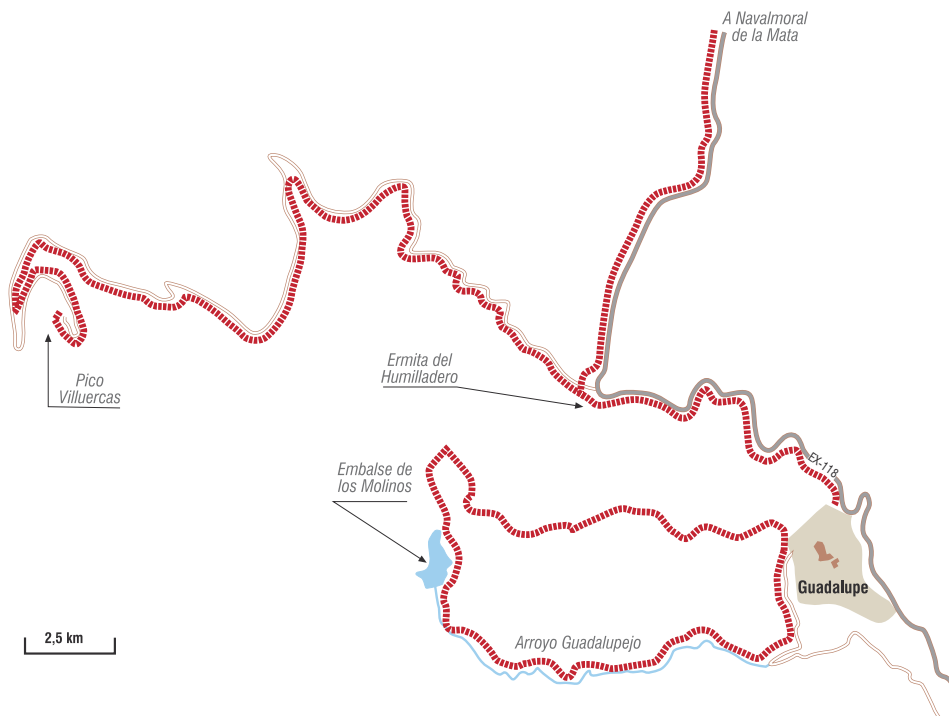 A Navalmoral
de la Mata
Ermita del
Humilladero
Pico
Villuercas
EX-118
Embalse de
los Molinos
Guadalupe
2,5 km
Arroyo Guadalupejo